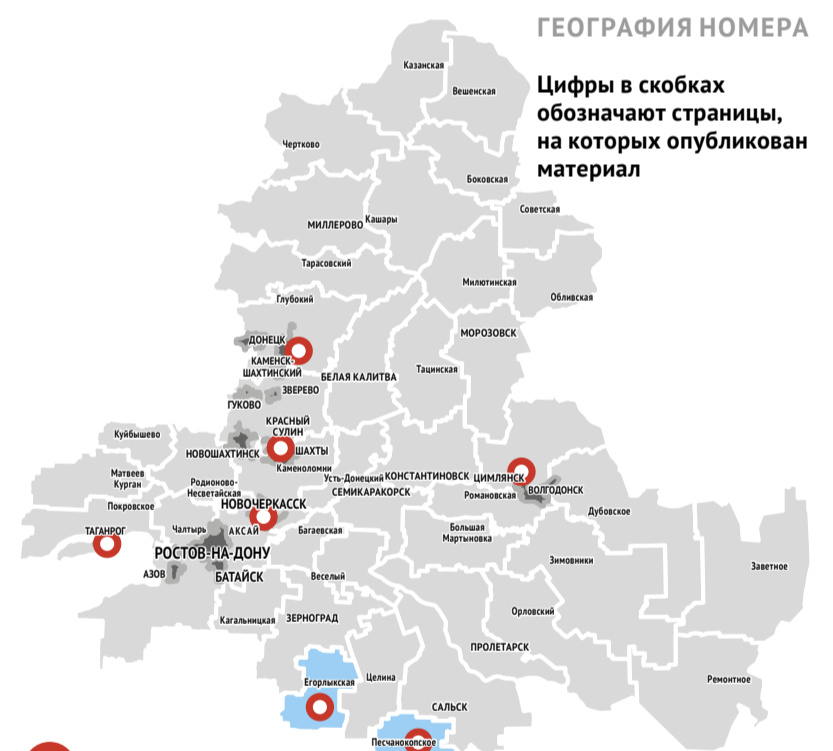 ГЕОГРАФИЯ НОМЕРА
Цифры в скобках
обозначают страницы,
на которых опубликован
материал
Казанская
Вешенская
Чертково
Боковская
Советская
МИЛЛЕРОВО
Кашары
Тарасовский
Милютинская
Обливская
Глубокий
МОРОЗОВСК
ДОНЕЦК
КАМЕНСК-
ШАХТИНСКИЙ
БЕЛАЯ КАЛИТВА
Тацинская
ЗВЕРЕВО
ГУКОВО
КРАСНЫЙ
СУЛИН
Куйбышево
НОВОШАХТИНСК
ШАХТЫ
Каменоломни
Матвеев
Курган
Родионово-
Несветайская
Усть-Донецкий
КОНСТАНТИНОВСК
ЦИМЛЯНСК
СЕМИКАРАКОРСК
Романовская
ВОЛГОДОНСК
Покровское
НОВОЧЕРКАССК
Дубовское
ТАГАНРОГ
Чалтырь
АКСАЙ
Багаевская
Большая
Мартыновка
РОСТОВ-НА-ДОНУ
Зимовники
Заветное
АЗОВ
БАТАЙСК
Веселый
Кагальницкая
ЗЕРНОГРАД
Орловский
ПРОЛЕТАРСК
Егорлыкская
Целина
Ремонтное
САЛЬСК
Песчанокопское